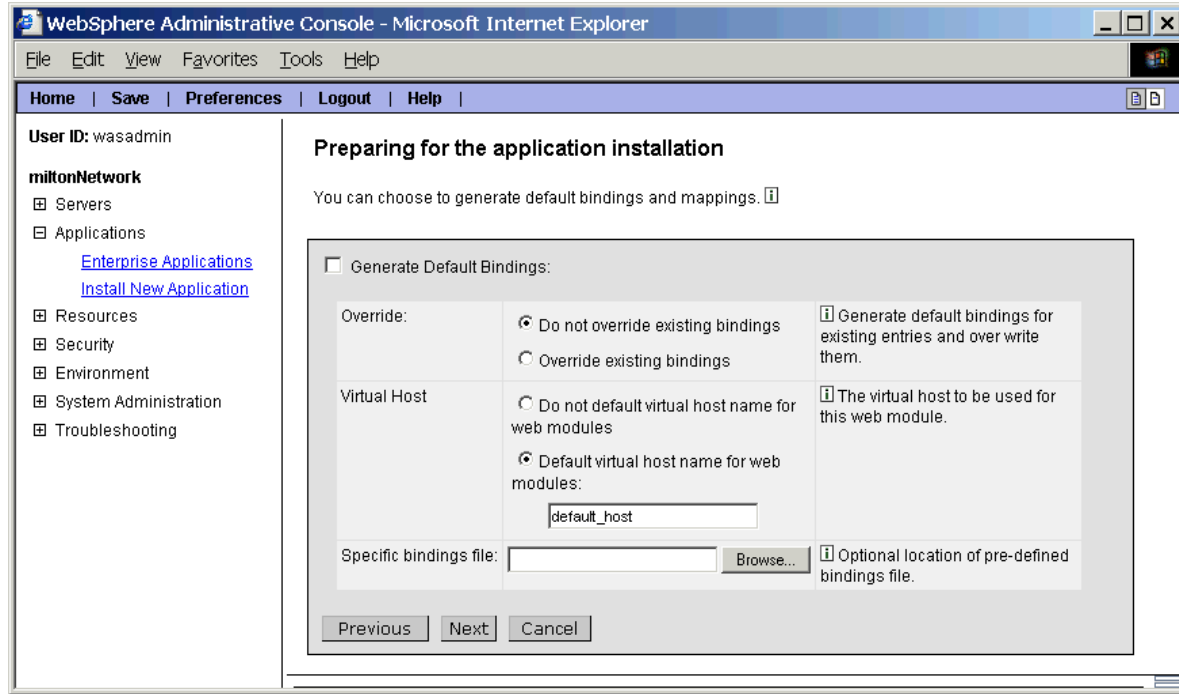 WebSphere Administrative Console - Microsoft Internet Explorer
File Edit View Favorites Tools Help
Home | Save | Preferences | Logout | Help |
User ID: wasadmin
miltonNetwork
Servers
Applications
Enterprise Applications
Install New Application
Resources
Security
Environment
System Administration
Troubleshooting
Preparing for the application installation
You can choose to generate default bindings and mappings. i
Generate Default Bindings:
Override:
Do not override existing bindings
Override existing bindings
i Generate default bindings for
existing entries and over write
them.
Virtual Host
Do not default virtual host name for
web modules
Default virtual host name for web
modules:
default_host
i The virtual host to be used for
this web module.
Specific bindings file:
Browse...
i Optional location of pre-defined
bindings file.
Previous Next Cancel